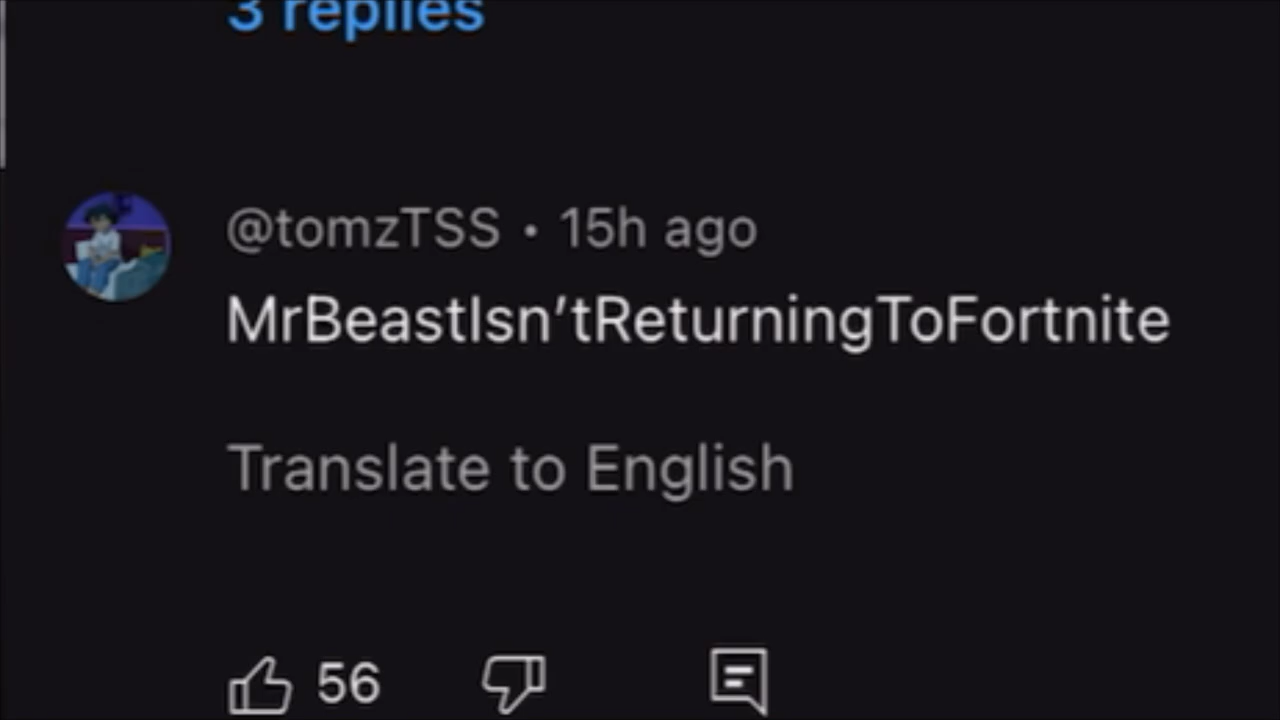 3 replies
@tomzTSS • 15h ago
MrBeastIsn’tReturningToFortnite
Translate to English
56